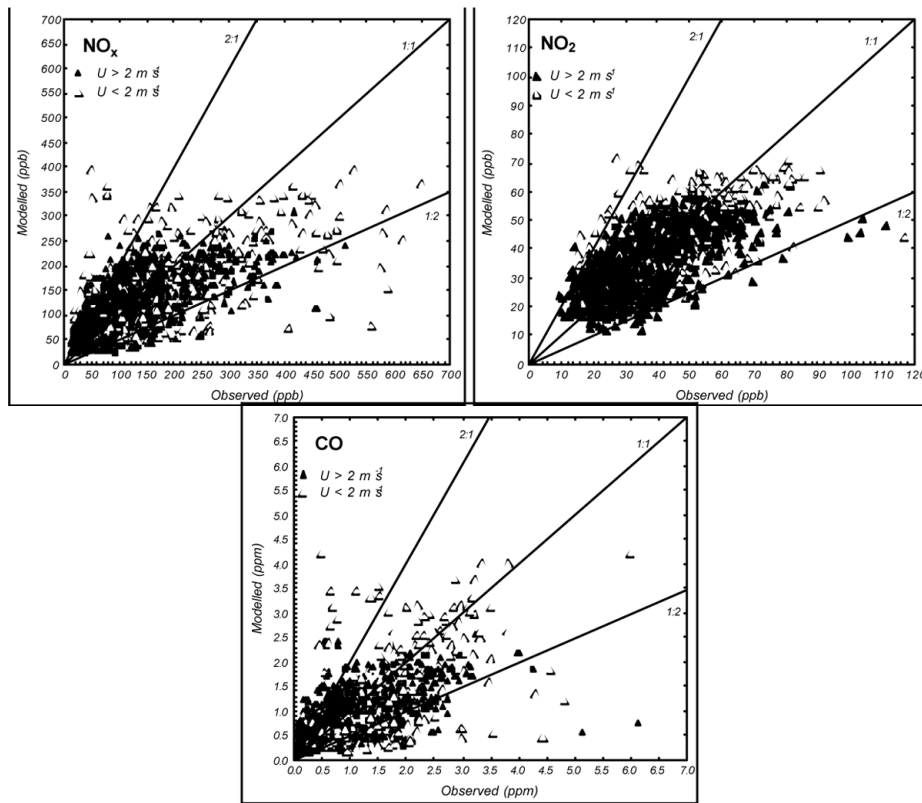 NOx
U > 2 m s-1
U < 2 m s-1
2:1
1:1
1:2
700
650
600
550
500
450
400
350
300
250
200
150
100
50
0
Modelled (ppb)
0 50 100 150 200 250 300 350 400 450 500 550 600 650 700
Observed (ppb)
NO2
U > 2 m s1
U < 2 m s1
2:1
1:1
1:2
120
110
100
90
80
70
60
50
40
30
20
10
0
Modelled (ppb)
0 10 20 30 40 50 60 70 80 90 100 110 120
Observed (ppb)
CO
U > 2 m s-1
U < 2 m s-1
2:1
1:1
1:2
7.0
6.5
6.0
5.5
5.0
4.5
4.0
3.5
3.0
2.5
2.0
1.5
1.0
0.5
0.0
Modelled (ppm)
0.0 0.5 1.0 1.5 2.0 2.5 3.0 3.5 4.0 4.5 5.0 5.5 6.0 6.5 7.0
Observed (ppm)